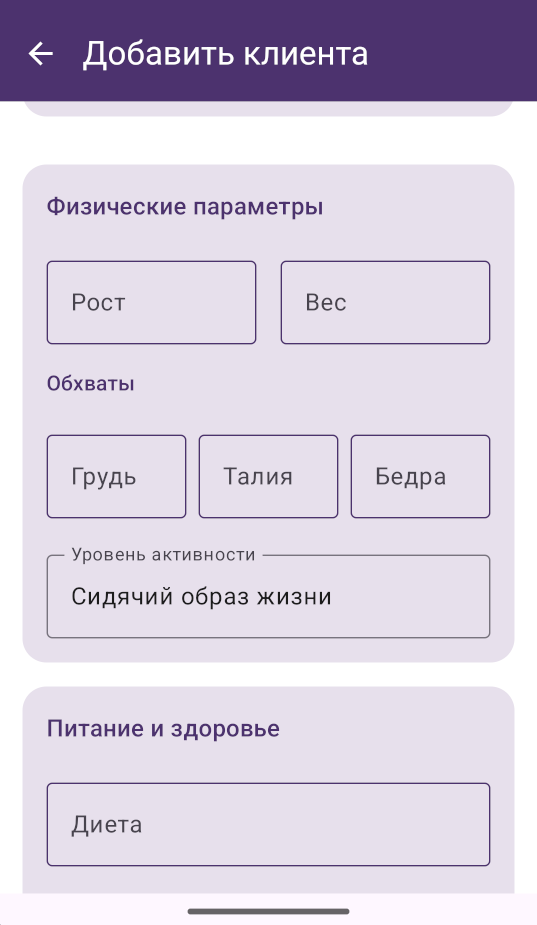 Добавить клиента
Физические параметры
Рост
Вес
Обхваты
Грудь
Талия
Бедра
Уровень активности
Сидячий образ жизни
Питание и здоровье
Диета